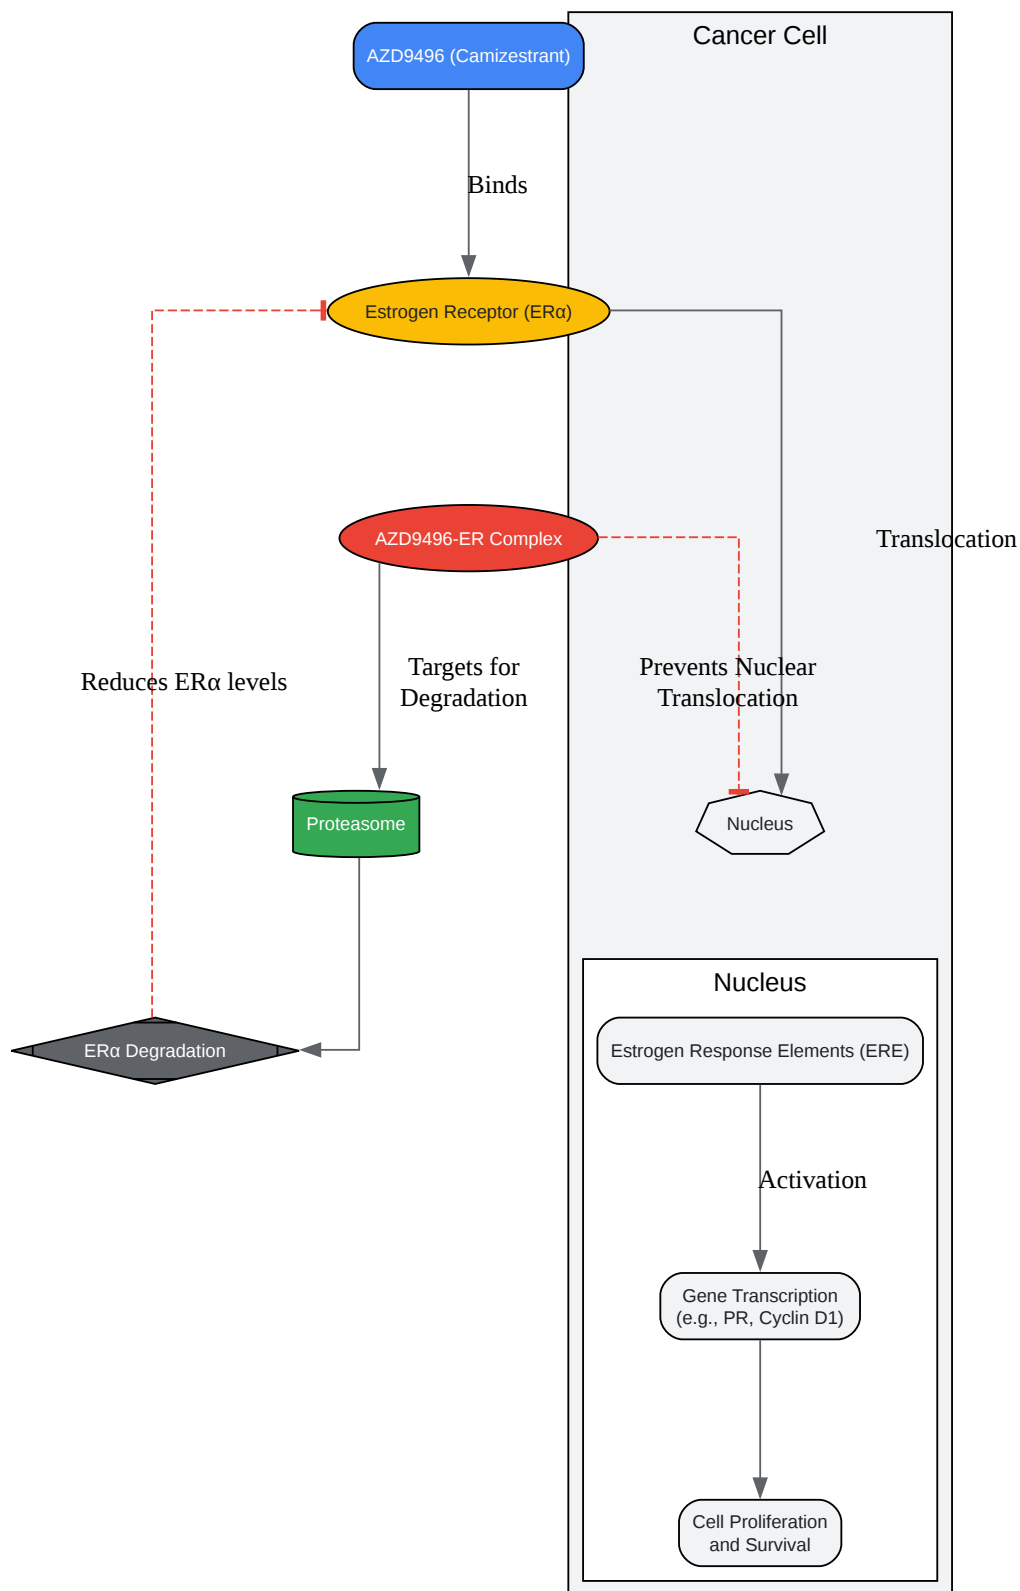 Cancer Cell
AZD9496 (Camizestrant)
Binds
Estrogen Receptor (ERα)
AZD9496-ER Complex
Translocation
Reduces ERα levels
Targets for
Degradation
Prevents Nuclear
Translocation
Proteasome
Nucleus
Nucleus
ERα Degradation
Estrogen Response Elements (ERE)
Activation
Gene Transcription
(e.g., PR, Cyclin D1)
Cell Proliferation
and Survival